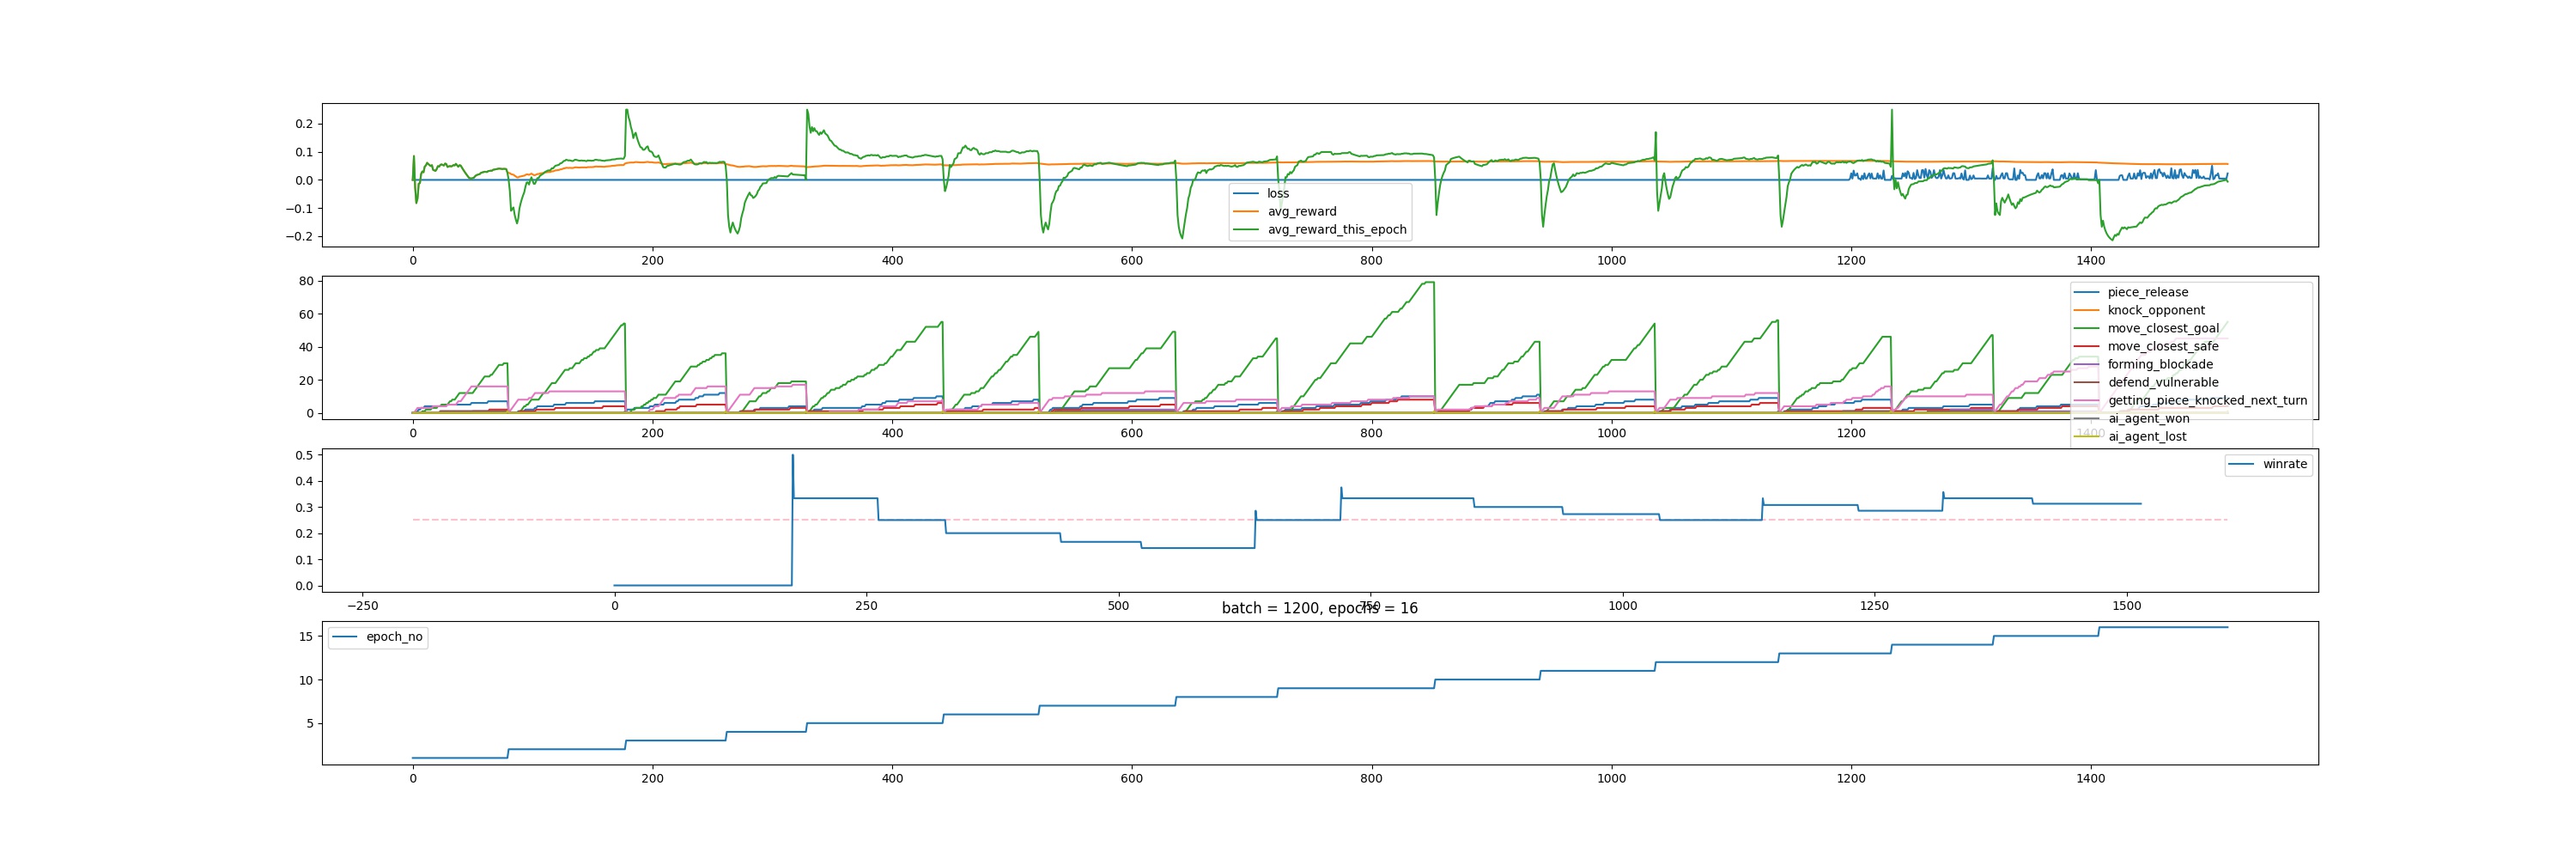 0.2
0.1
0.0
−0.1
−0.2
loss
avg_reward
avg_reward_this_epoch
0 200 400 600 800 1000 1200 1400
80
60
40
20
0
piece_release
knock_opponent
move_closest_goal
move_closest_safe
forming_blockade
defend_vulnerable
getting_piece_knocked_next_turn
ai_agent_won
ai_agent_lost
0 200 400 600 800 1000 1200 1400
0.5
0.4
0.3
0.2
0.1
0.0
winrate
−250 0 250 500 750 1000 1250 1500
batch = 1200, epochs = 16
15
10
5
epoch_no
0 200 400 600 800 1000 1200 1400